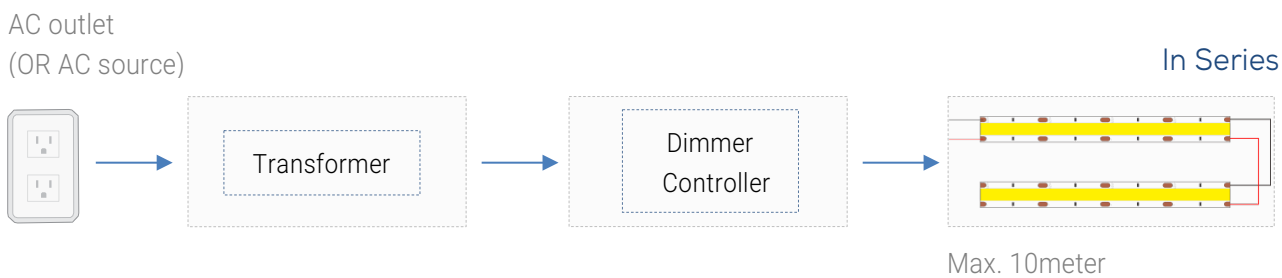 AC outlet
(OR AC source)
In Series
Transformer
Dimmer
Controller
Max. 10meter